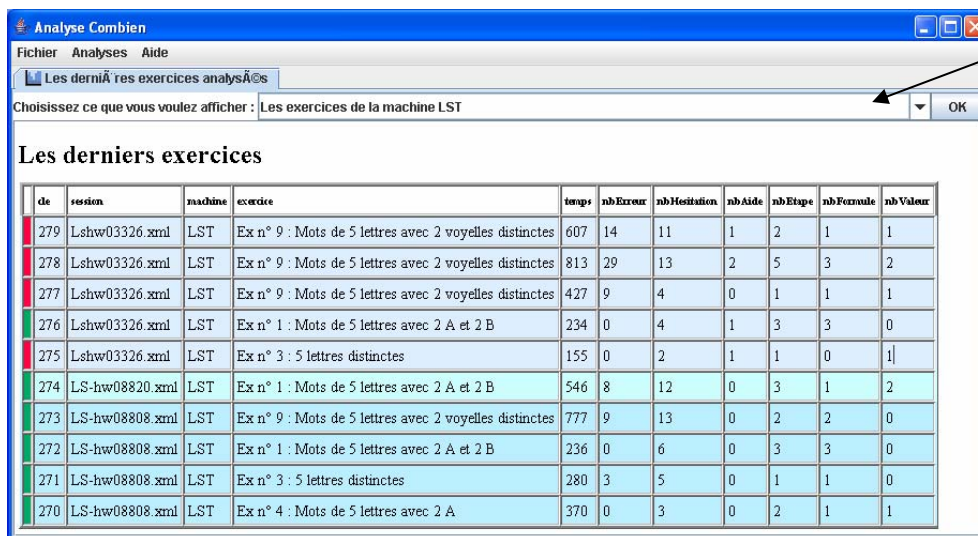 Analyse Combien
Fichier Analyses Aide
Les derniÃ¨res exercices analysÃ©s
Choisissez ce que vous voulez afficher : Les exercices de la machine LST OK
Les derniers exercices
cle session machine exercice temps nbErreur nbHesitation nbAide nbEtape nbFormule nbValeur
279 Lshw03326.xml LST Ex n° 9 : Mots de 5 lettres avec 2 voyelles distinctes 607 14 11 1 2 1 1
278 Lshw03326.xml LST Ex n° 9 : Mots de 5 lettres avec 2 voyelles distinctes 813 29 13 2 5 3 2
277 Lshw03326.xml LST Ex n° 9 : Mots de 5 lettres avec 2 voyelles distinctes 427 9 4 0 1 1 1
276 Lshw03326.xml LST Ex n° 1 : Mots de 5 lettres avec 2 A et 2 B 234 0 4 1 3 3 0
275 Lshw03326.xml LST Ex n° 3 : 5 lettres distinctes 155 0 2 1 1 0 1
274 LS-hw08820.xml LST Ex n° 1 : Mots de 5 lettres avec 2 A et 2 B 546 8 12 0 3 1 2
273 LS-hw08808.xml LST Ex n° 9 : Mots de 5 lettres avec 2 voyelles distinctes 777 9 13 0 2 2 0
272 LS-hw08808.xml LST Ex n° 1 : Mots de 5 lettres avec 2 A et 2 B 236 0 6 0 3 3 0
271 LS-hw08808.xml LST Ex n° 3 : 5 lettres distinctes 280 3 5 0 1 1 0
270 LS-hw08808.xml LST Ex n° 4 : Mots de 5 lettres avec 2 A 370 0 3 0 2 1 1